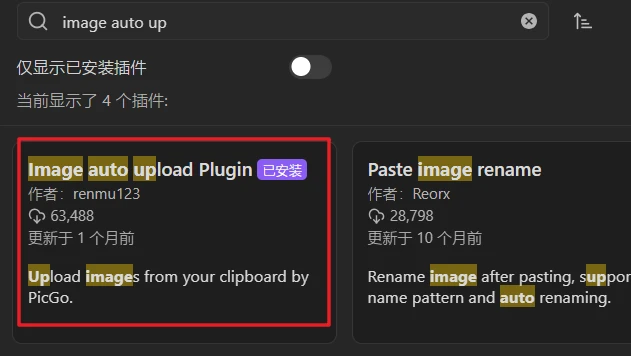 image auto up
仅显示已安装插件
当前显示了 4 个插件:
Image auto upload Plugin 已安装
作者：renmu123
63,488
更新于 1 个月前
Upload images from your clipboard by
PicGo.
Paste image rename
作者：Reorx
28,798
更新于 10 个月前
Rename image after pasting, suppor
name pattern and auto renaming.